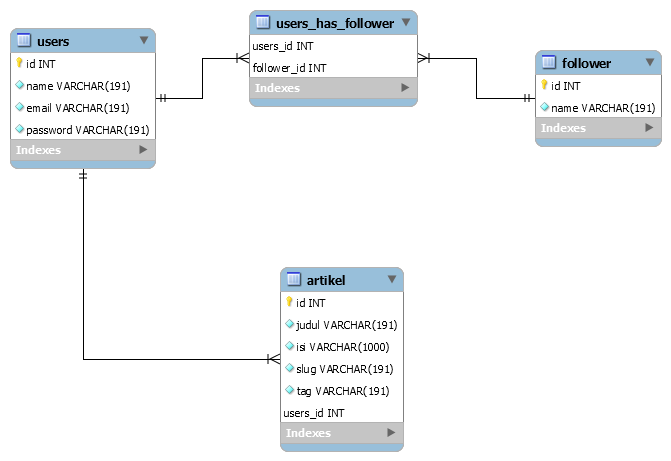 users
id INT
name VARCHAR(191)
email VARCHAR(191)
password VARCHAR(191)
Indexes
users_has_follower
users_id INT
follower_id INT
Indexes
follower
id INT
name VARCHAR(191)
Indexes
artikel
id INT
judul VARCHAR(191)
isi VARCHAR(1000)
slug VARCHAR(191)
tag VARCHAR(191)
users_id INT
Indexes